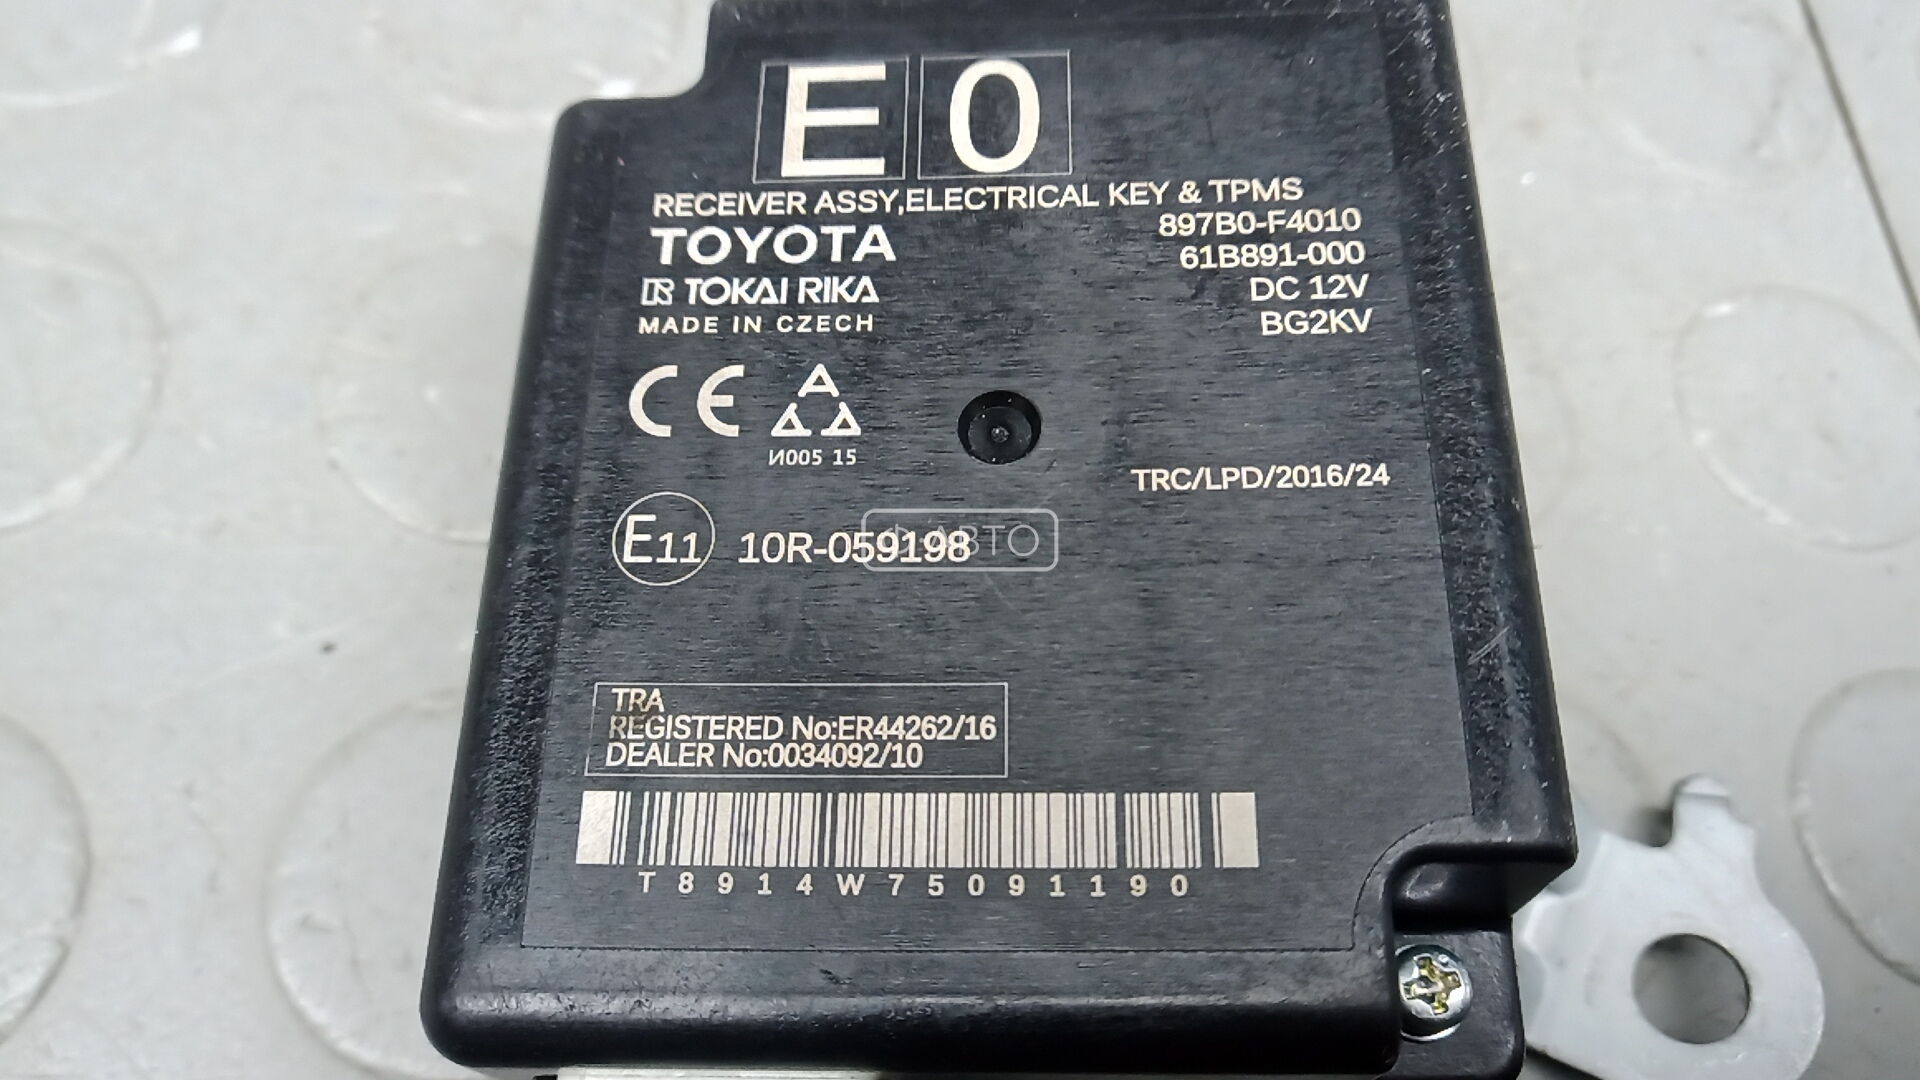 E0
RECEIVER ASSY,ELECTRICAL KEY & TPMS
TOYOTA
TOKAI RIKA
MADE IN CZECH
897B0-F4010
61B891-000
DC 12V
BG2KV
CE
И005 15
TRC/LPD/2016/24
E11 10R-059198
Ф АВТО
TRA
REGISTERED No:ER44262/16
DEALER No:0034092/10
T8914W75091190